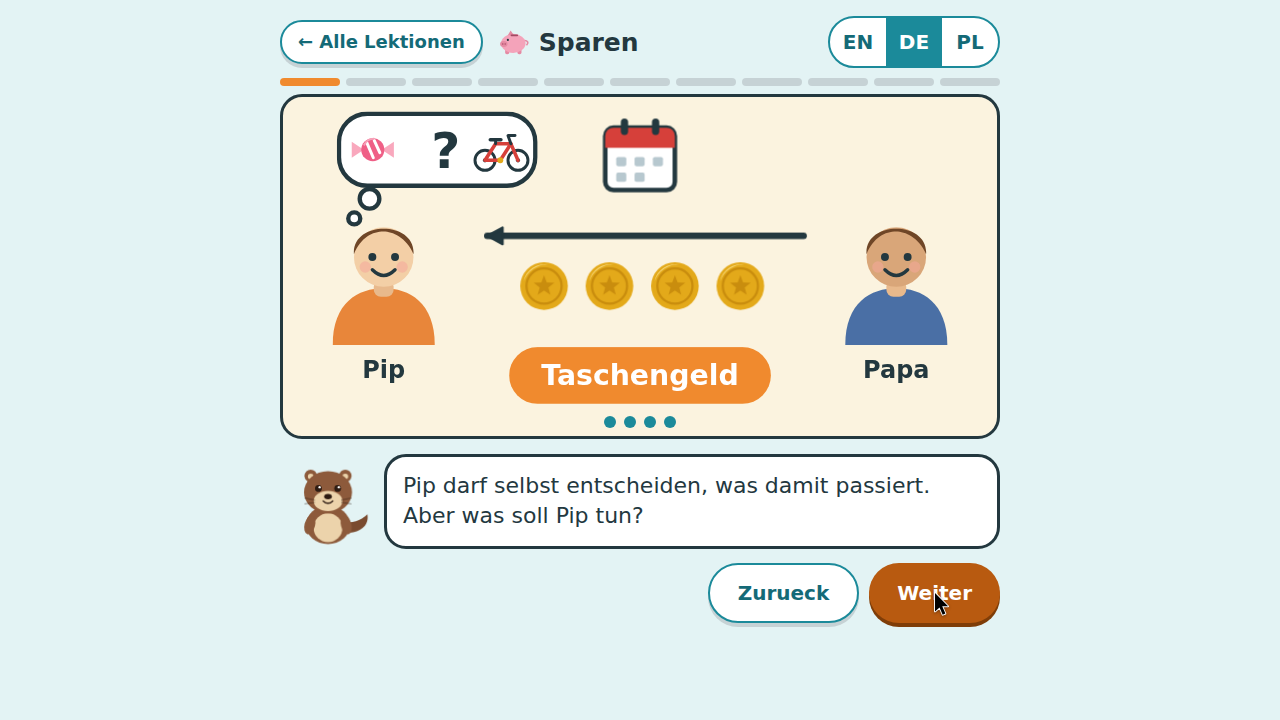 ← Alle Lektionen
Sparen
EN DE PL
?
Pip
Papa
Taschengeld
Pip darf selbst entscheiden, was damit passiert.
Aber was soll Pip tun?
Zurueck
Weiter